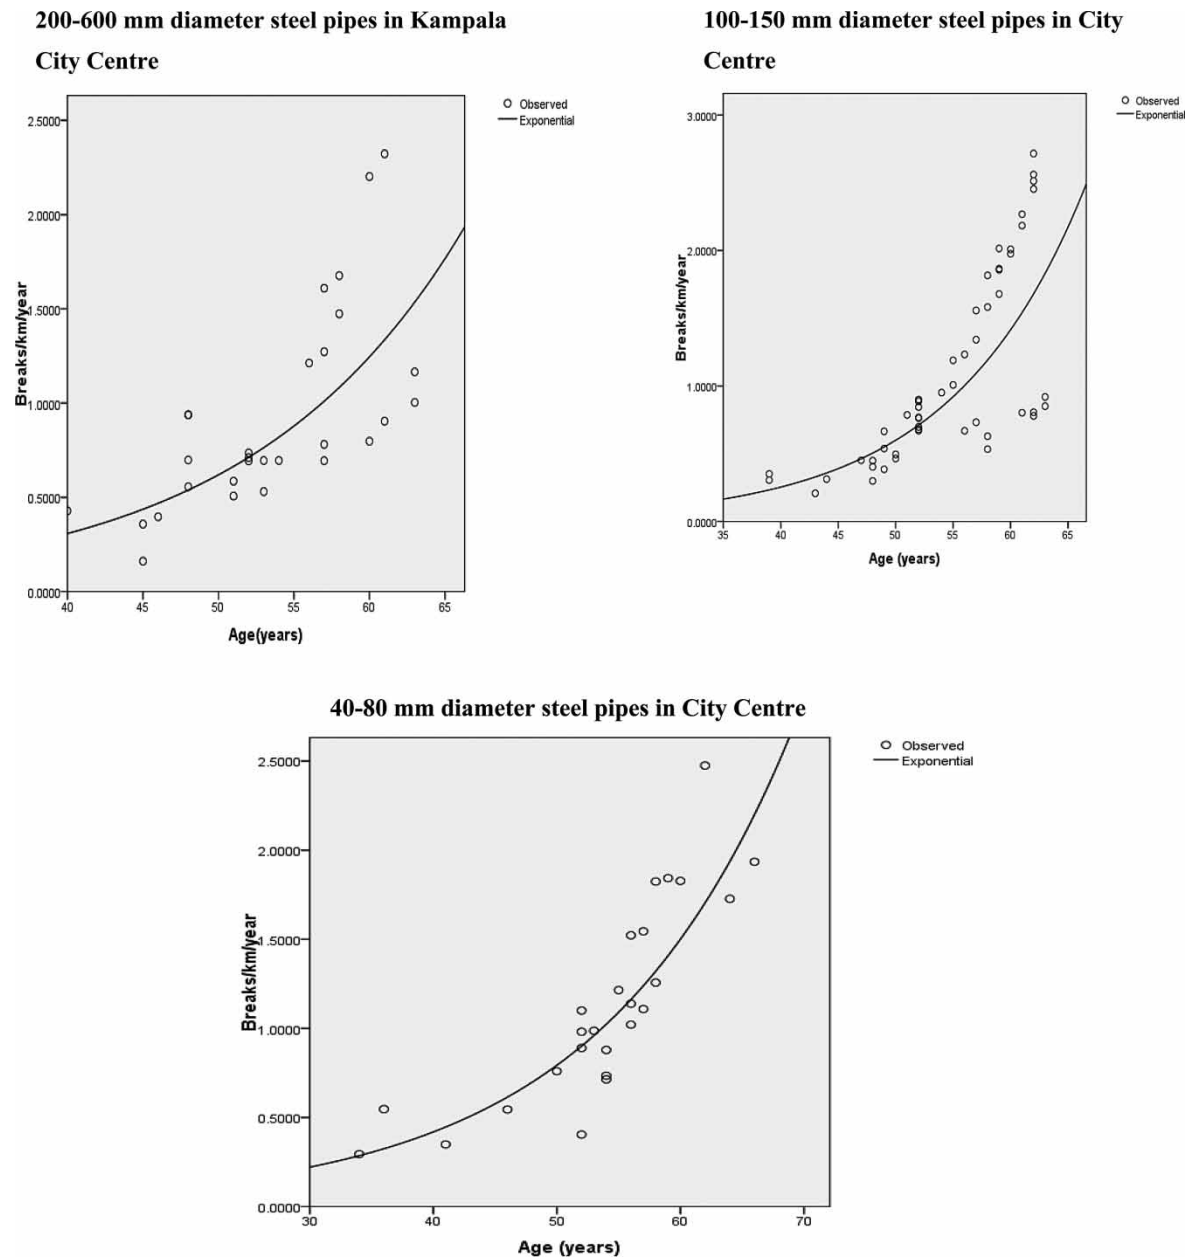 200-600 mm diameter steel pipes in Kampala
City Centre
2.5000
2.0000
1.5000
1.0000
0.5000
0.0000
Breaks/km/year
40 45 50 55 60 65
Age(years)
Observed
Exponential
100-150 mm diameter steel pipes in City
Centre
3.0000
2.0000
1.0000
0.0000
Breaks/km/year
35 40 45 50 55 60 65
Age (years)
Observed
Exponential
40-80 mm diameter steel pipes in City Centre
2.5000
2.0000
1.5000
1.0000
0.5000
0.0000
Breaks/km/year
30 40 50 60 70
Age (years)
Observed
Exponential